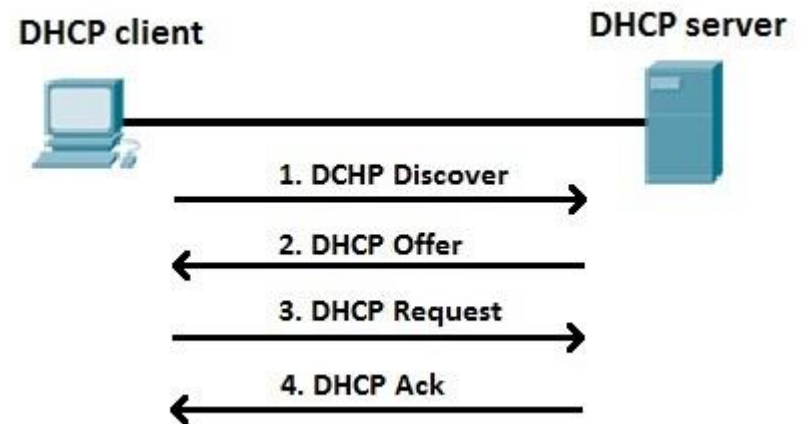 DHCP client
DHCP server
1. DCHP Discover
2. DHCP Offer
3. DHCP Request
4. DHCP Ack